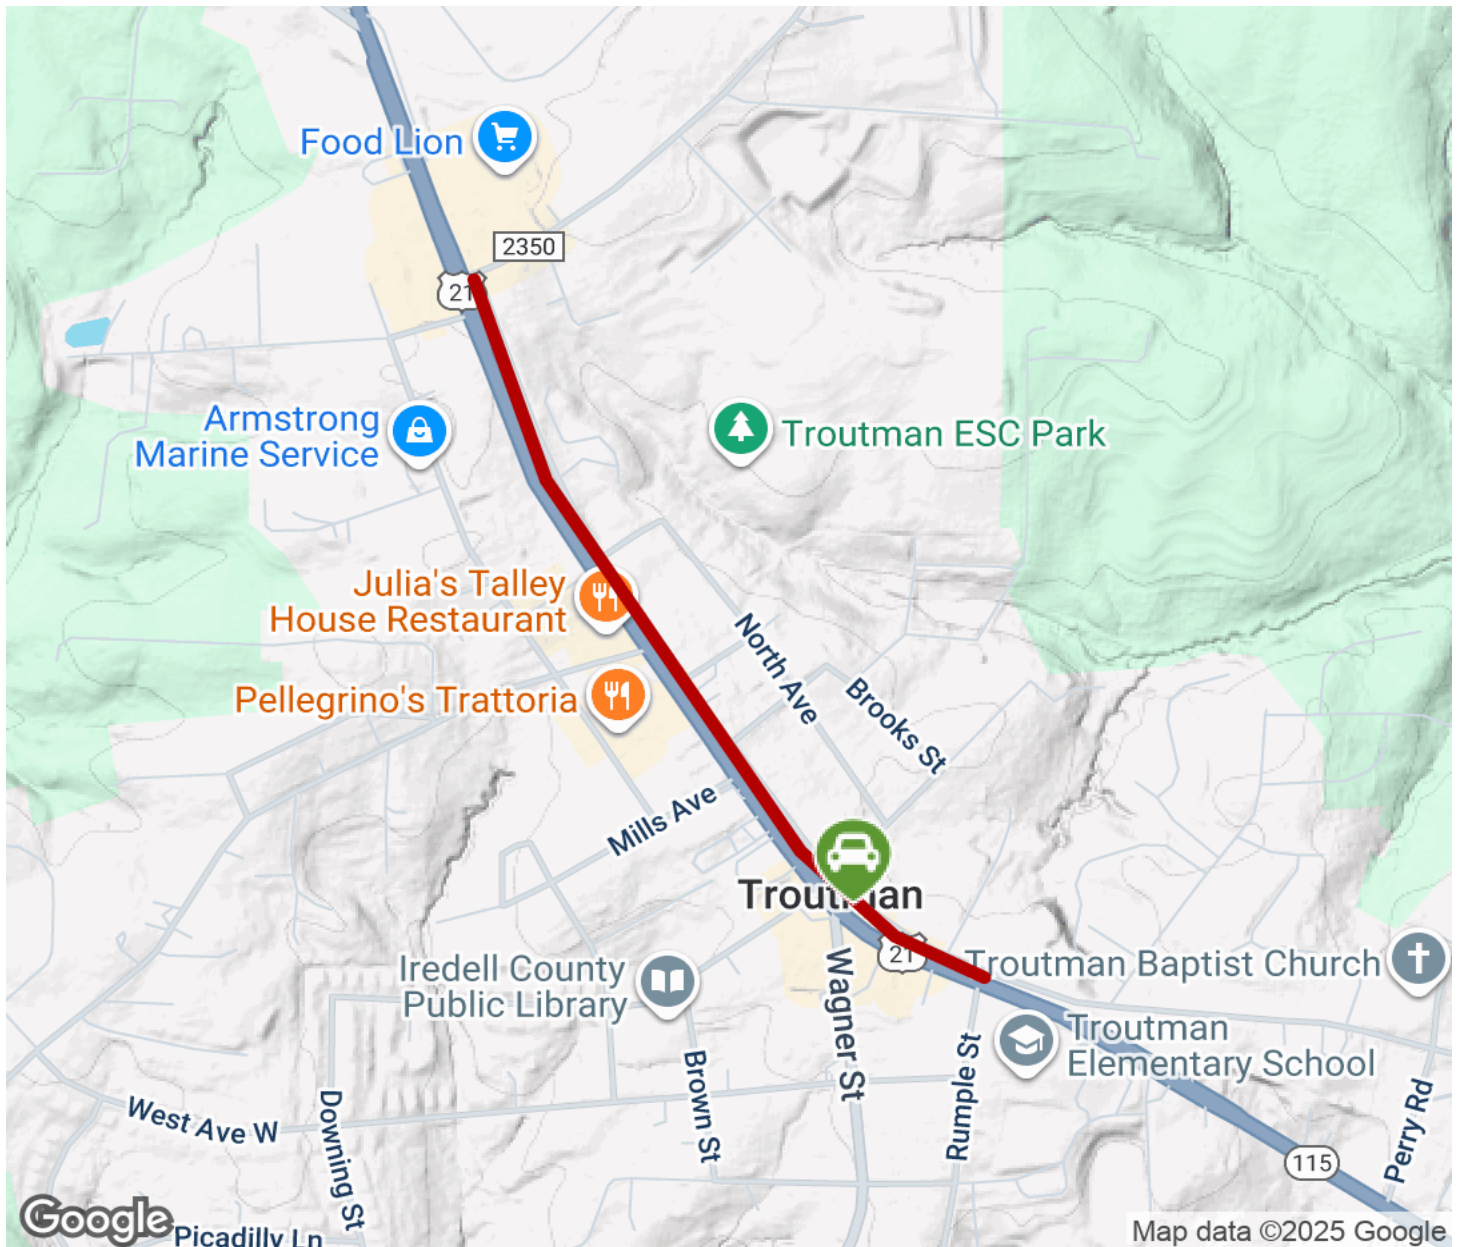 Food Lion
2350
21
Armstrong
Marine Service
Troutman ESC Park
Julia's Talley
House Restaurant
North Ave
Pellegrino's Trattoria
Brooks St
Mills Ave
Troutman
21
Troutman Baptist Church
Iredell County
Public Library
Wagner St
Troutman
Elementary School
Rumple St
Brown St
West Ave W
Downing St
Perry Rd
115
Google
Picadilly Ln
Map data ©2025 Google